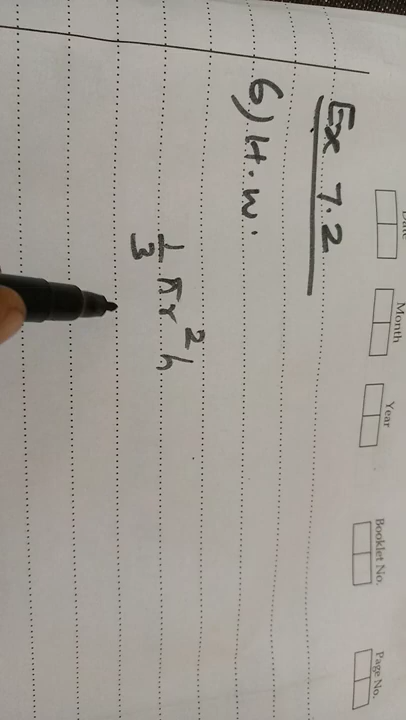 Date Month Year Booklet No. Page No.
Ex 7.2
6) H.W.
1/3 πr²h